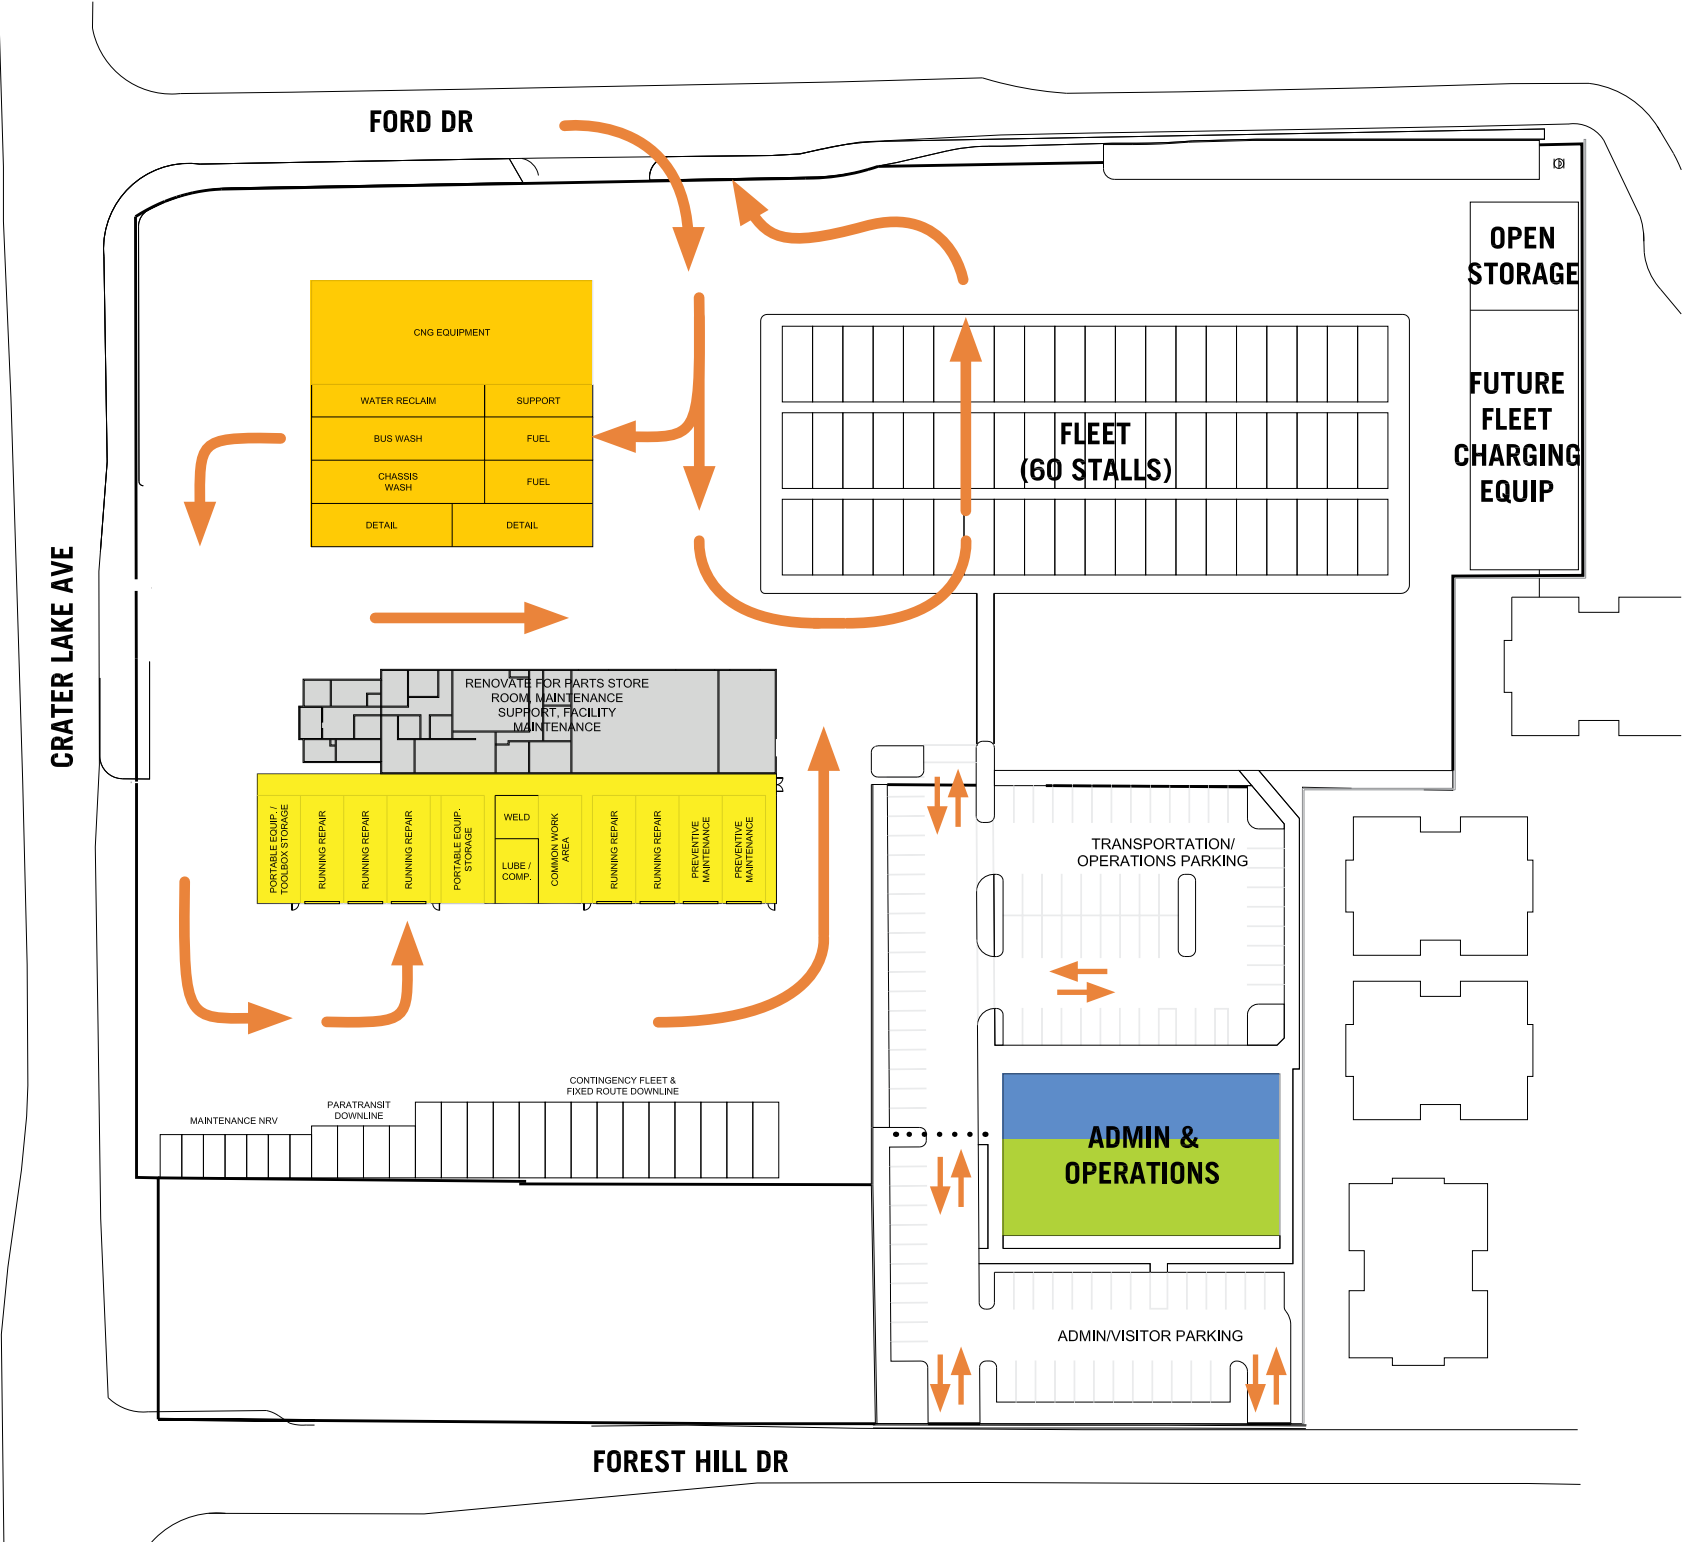 FORD DR
OPEN
STORAGE
CNG EQUIPMENT
WATER RECLAIM
SUPPORT
BUS WASH
FUEL
CHASSIS
WASH
FUEL
DETAIL
DETAIL
FLEET
(60 STALLS)
FUTURE
FLEET
CHARGING
EQUIP
CRATER LAKE AVE
RENOVATE FOR PARTS STORE
ROOM, MAINTENANCE
SUPPORT, FACILITY
MAINTENANCE
PORTABLE EQUIP. /
TOOLBOX STORAGE
RUNNING REPAIR
RUNNING REPAIR
RUNNING REPAIR
PORTABLE EQUIP.
STORAGE
WELD
LUBE /
COMP.
COMMON WORK
AREA
RUNNING REPAIR
RUNNING REPAIR
PREVENTIVE
MAINTENANCE
PREVENTIVE
MAINTENANCE
TRANSPORTATION/
OPERATIONS PARKING
MAINTENANCE NRV
PARATRANSIT
DOWNLINE
CONTINGENCY FLEET &
FIXED ROUTE DOWNLINE
ADMIN &
OPERATIONS
ADMIN/VISITOR PARKING
FOREST HILL DR